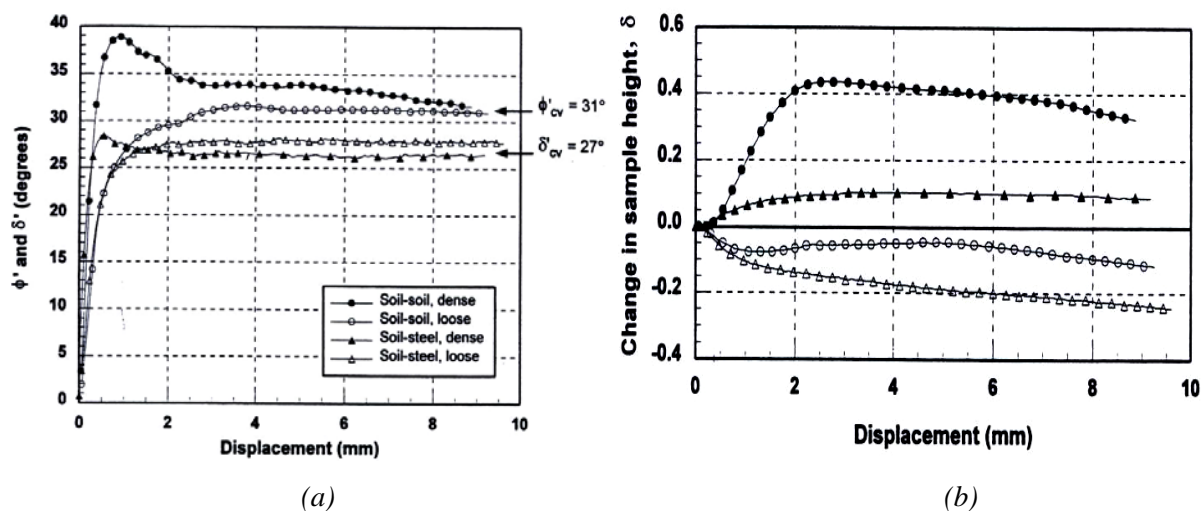 40
35
30
25
20
15
10
5
0
ϕ' and δ' (degrees)
ϕ'cv = 31°
δ'cv = 27°
Soil-soil, dense
Soil-soil, loose
Soil-steel, dense
Soil-steel, loose
0 2 4 6 8 10
Displacement (mm)
(a)
0.6
0.4
0.2
0.0
-0.2
-0.4
Change in sample height, δ
0 2 4 6 8 10
Displacement (mm)
(b)